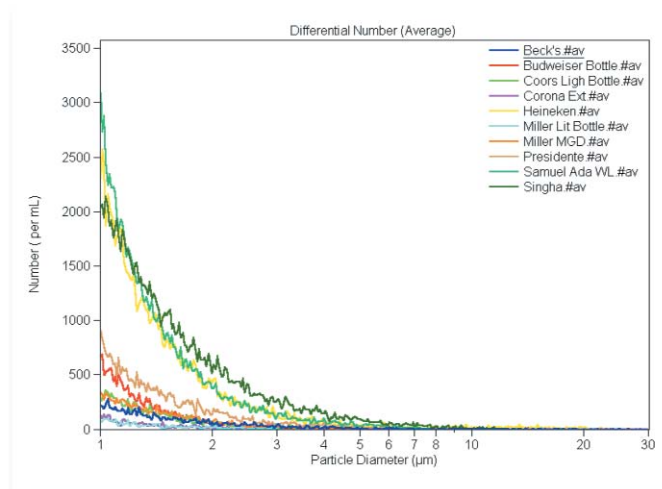 Differential Number (Average)
3500
3000
2500
2000
1500
1000
500
0
Number ( per mL)
Beck's.#av
Budweiser Bottle.#av
Coors Ligh Bottle.#av
Corona Ext.#av
Heineken.#av
Miller Lit Bottle.#av
Miller MGD.#av
Presidente.#av
Samuel Ada WL.#av
Singha.#av
1 2 3 4 5 6 7 8 10 20 30
Particle Diameter (µm)